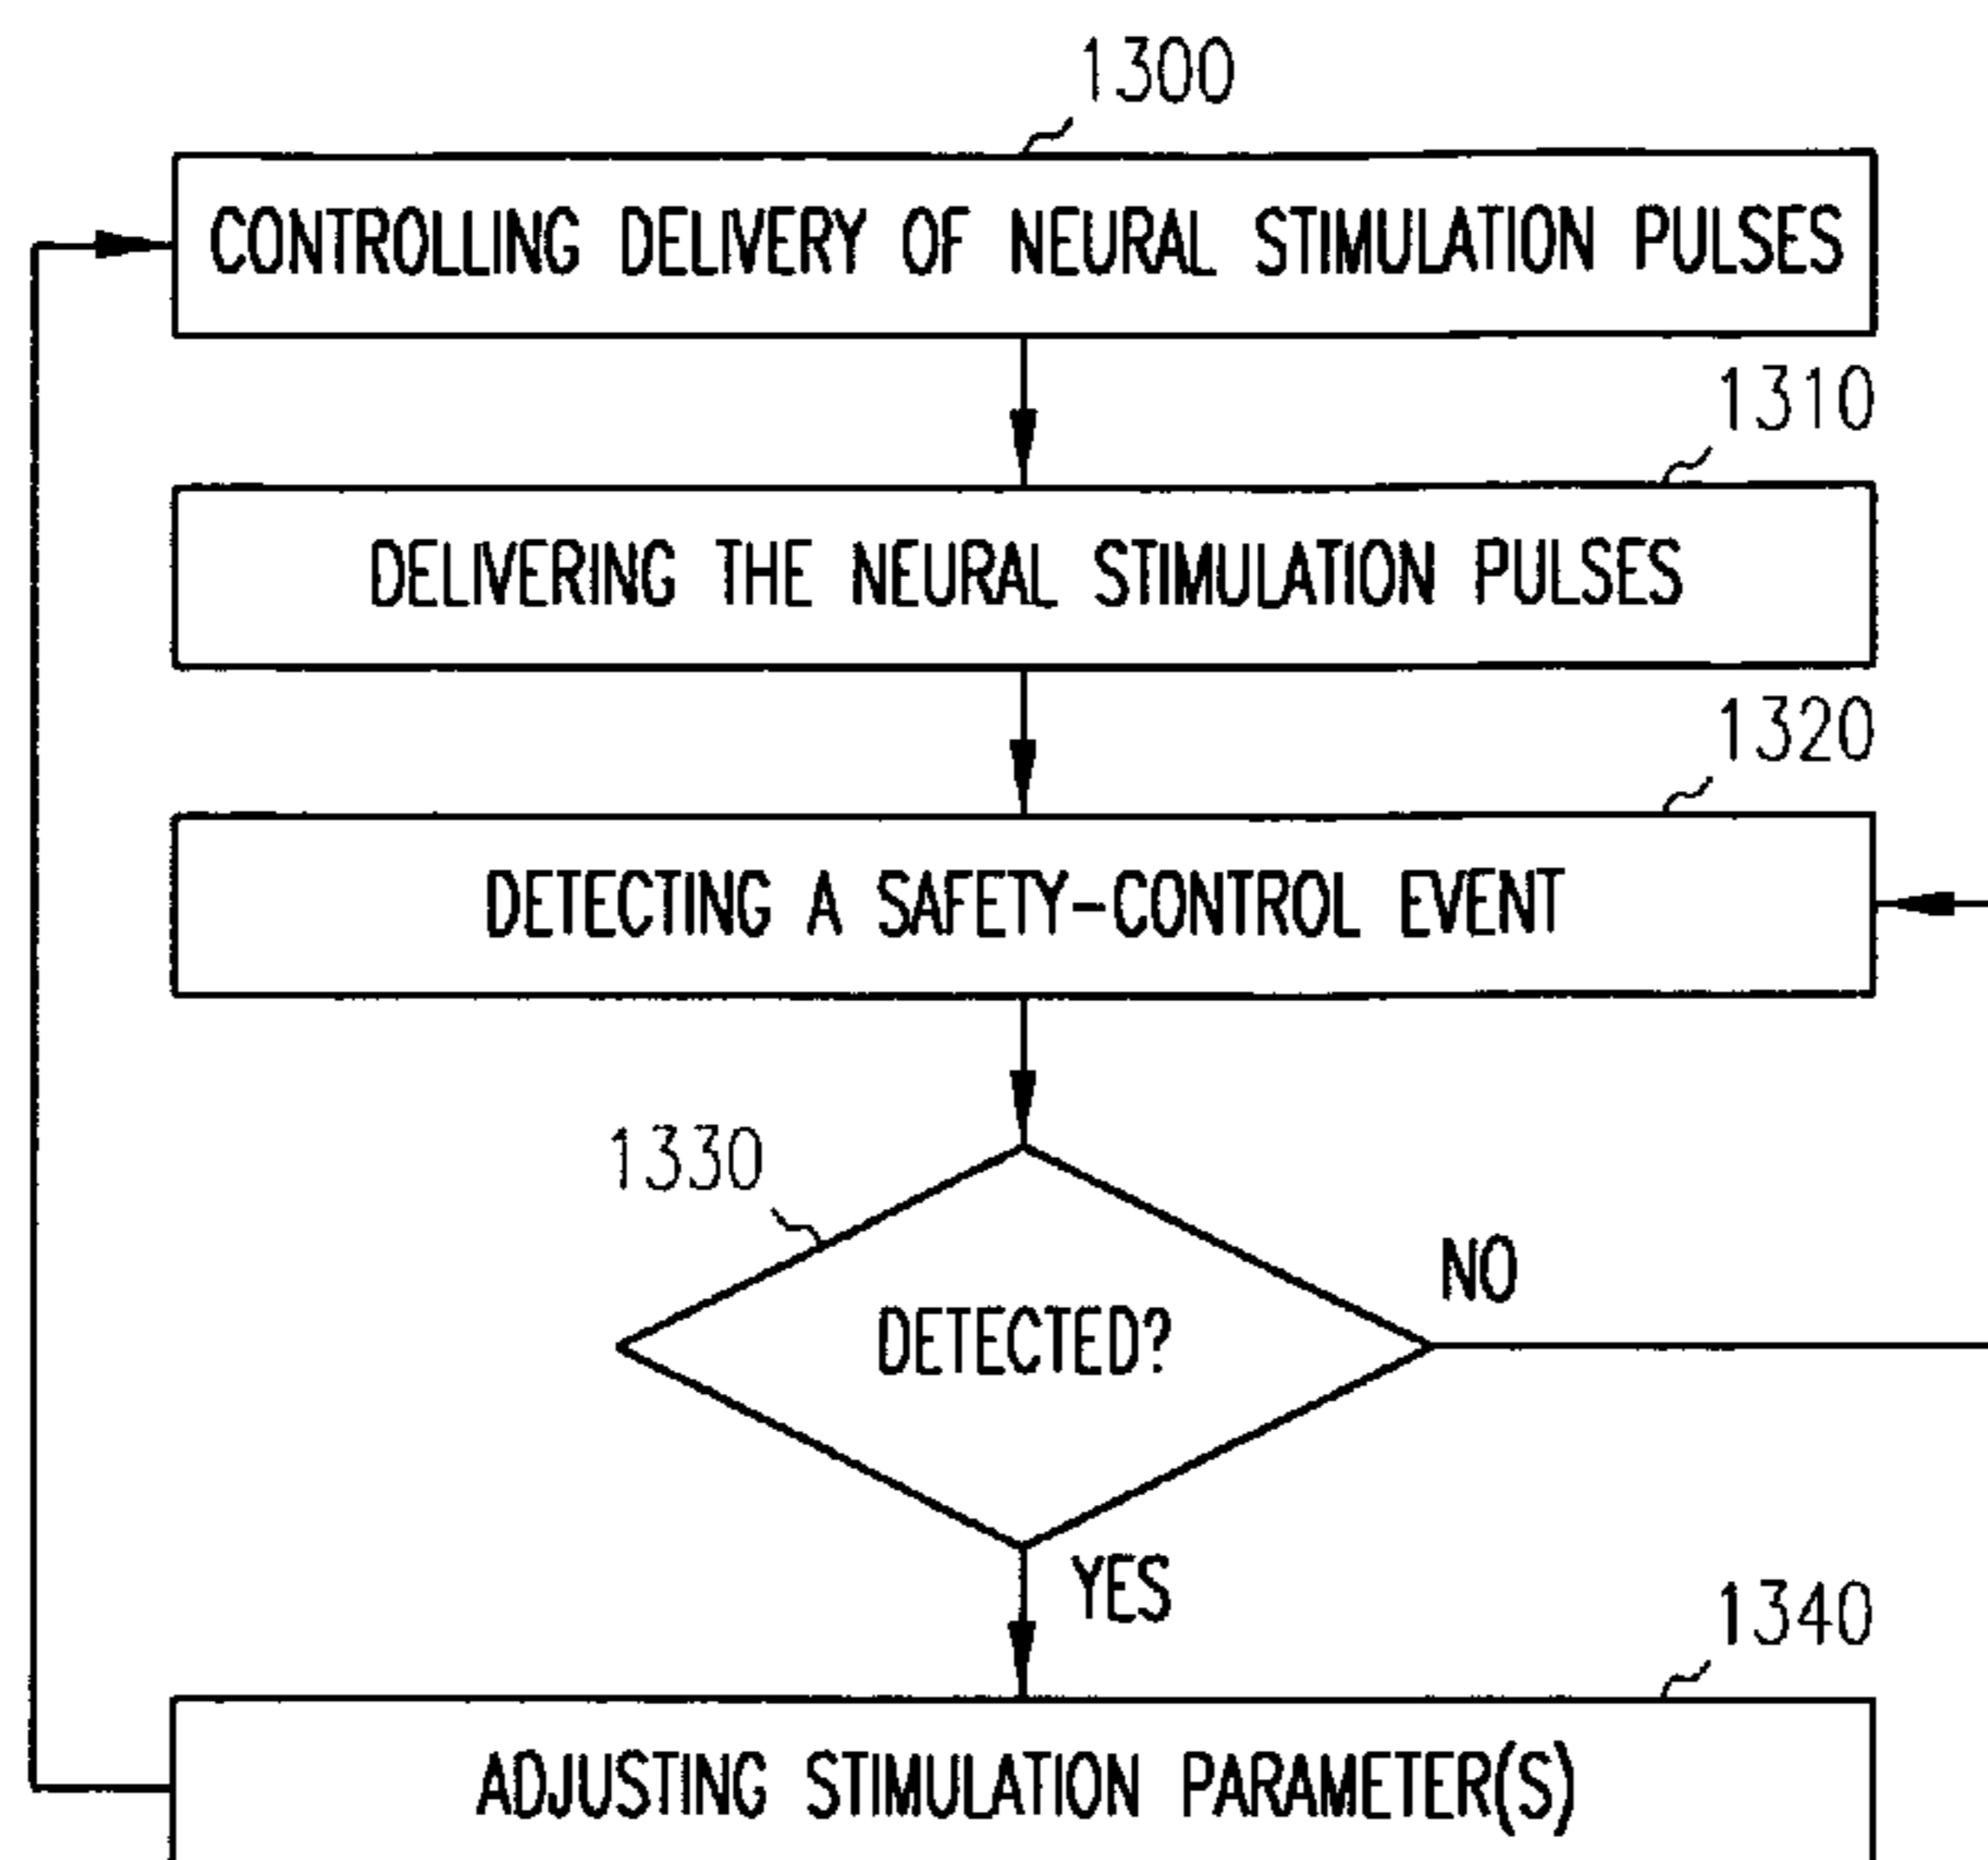 1300
CONTROLLING DELIVERY OF NEURAL STIMULATION PULSES
1310
DELIVERING THE NEURAL STIMULATION PULSES
1320
DETECTING A SAFETY-CONTROL EVENT
1330
DETECTED?
NO
YES
1340
ADJUSTING STIMULATION PARAMETER(S)